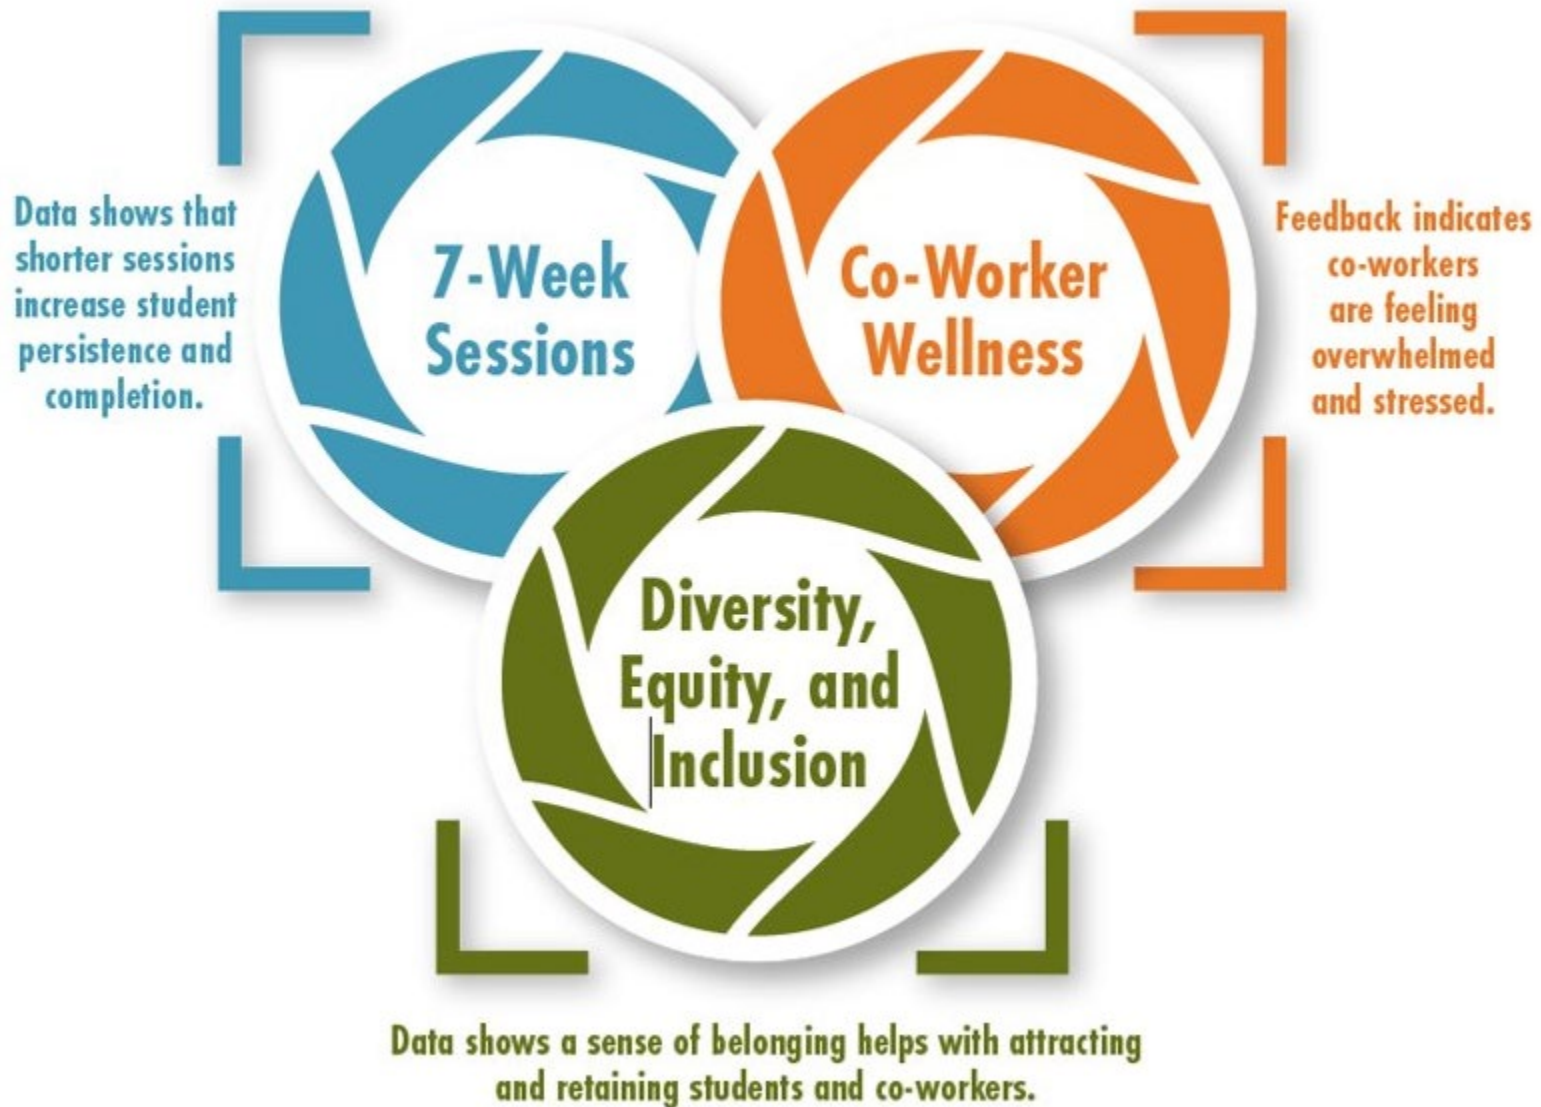 Data shows that
shorter sessions
increase student
persistence and
completion.
7-Week
Sessions
Co-Worker
Wellness
Feedback indicates
co-workers
are feeling
overwhelmed
and stressed.
Diversity,
Equity, and
Inclusion
Data shows a sense of belonging helps with attracting
and retaining students and co-workers.